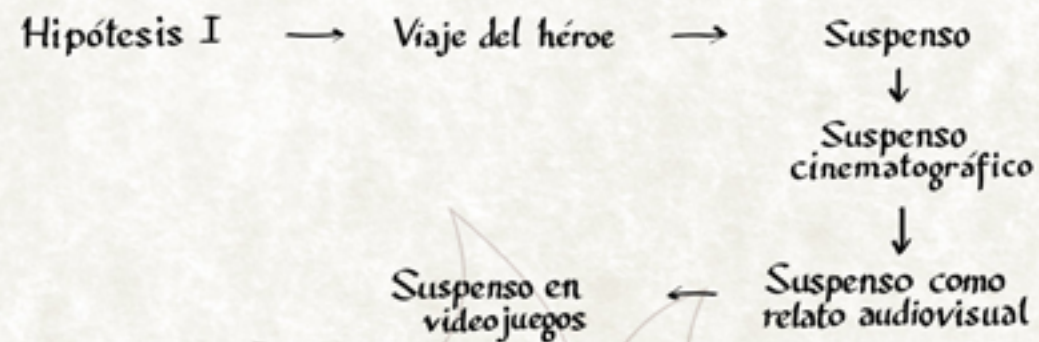 Hipótesis I → Viaje del héroe → Suspenso
↓
Suspenso
cinematográfico
↓
Suspenso como
relato audiovisual
←
Suspenso en
videojuegos